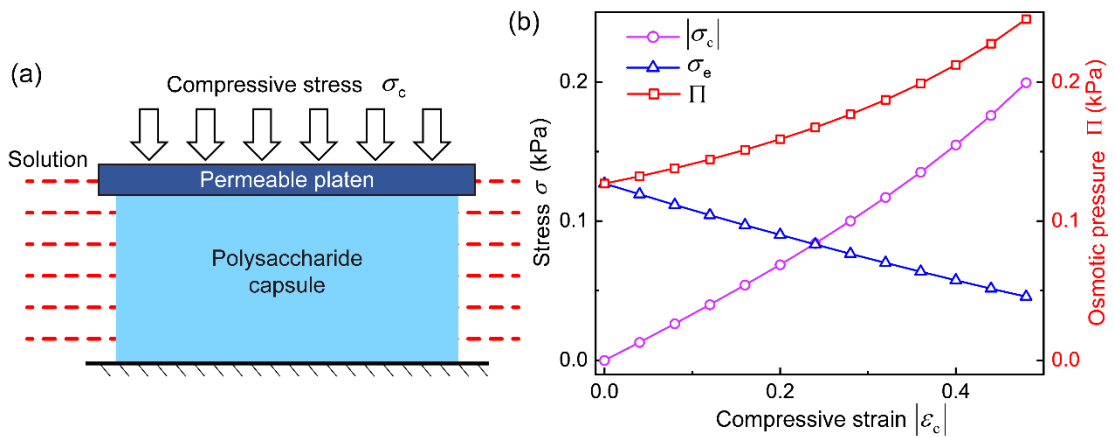 (a)
Compressive stress σc
Solution
Permeable platen
Polysaccharide
capsule
(b)
|σc|
σe
Π
0.2
0.1
0.0
Stress σ (kPa)
0.2
0.1
0.0
Osmotic pressure Π (kPa)
0.0 0.2 0.4
Compressive strain |εc|